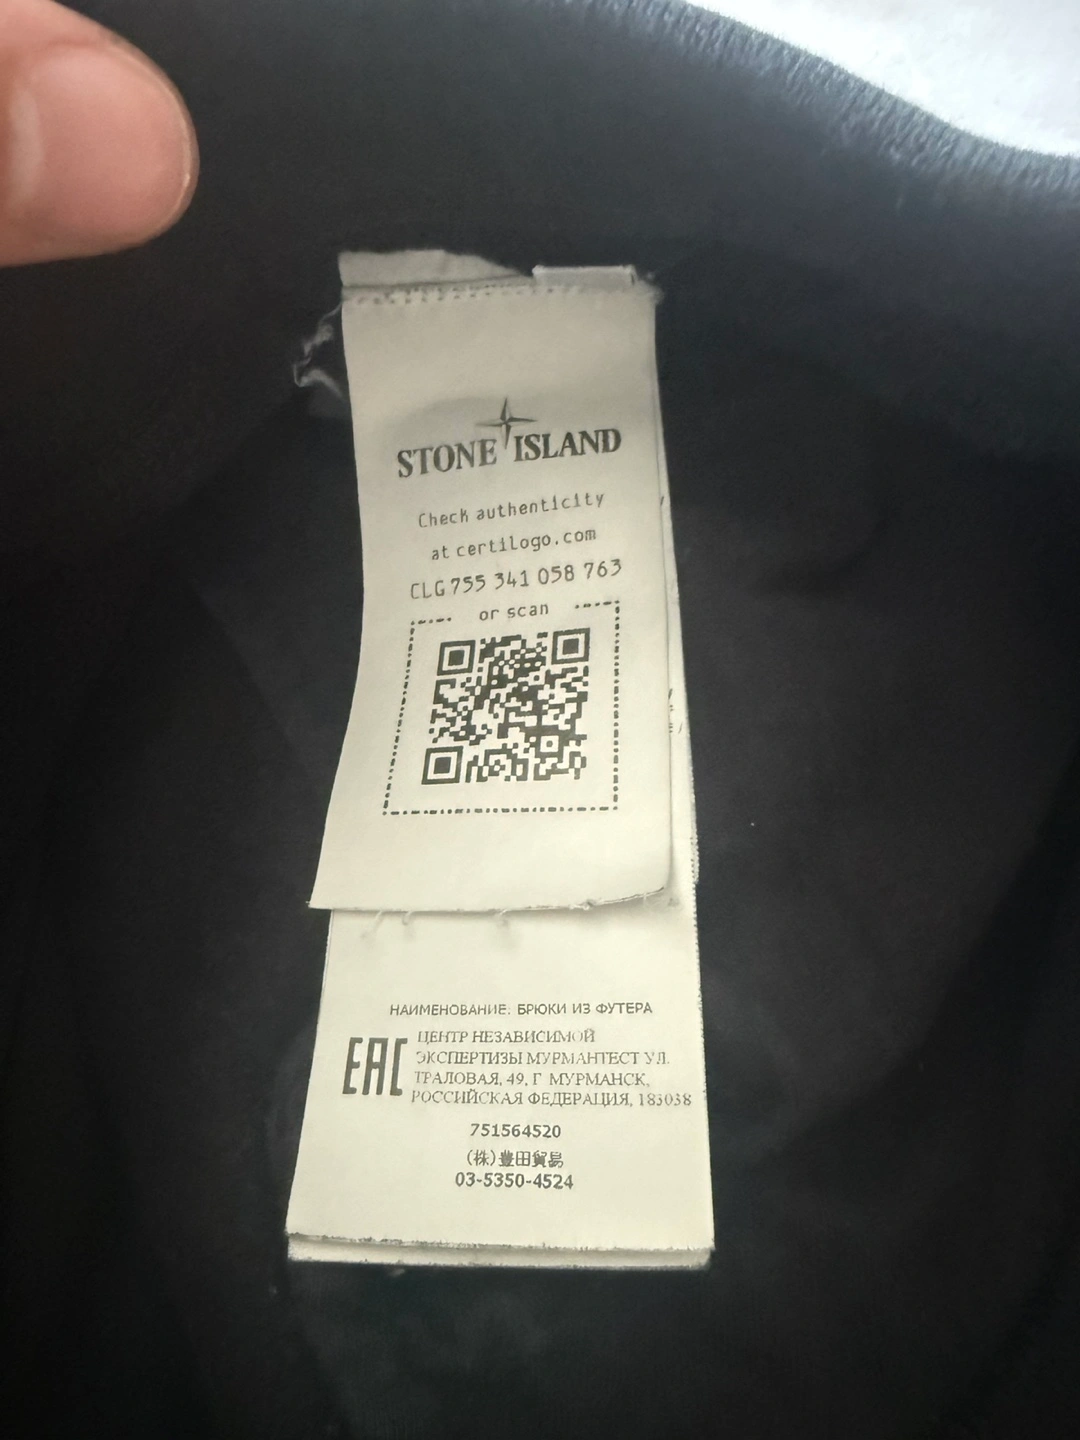 STONE ISLAND
Check authenticity
at certilogo.com
CLG 755 341 058 763
or scan
НАИМЕНОВАНИЕ: БРЮКИ ИЗ ФУТЕРА
EAC
ЦЕНТР НЕЗАВИСИМОЙ
ЭКСПЕРТИЗЫ МУРМАНТЕСТ УЛ.
ТРАЛОВАЯ, 49, Г МУРМАНСК,
РОССИЙСКАЯ ФЕДЕРАЦИЯ, 183038
751564520
(株)豊田貿易
03-5350-4524